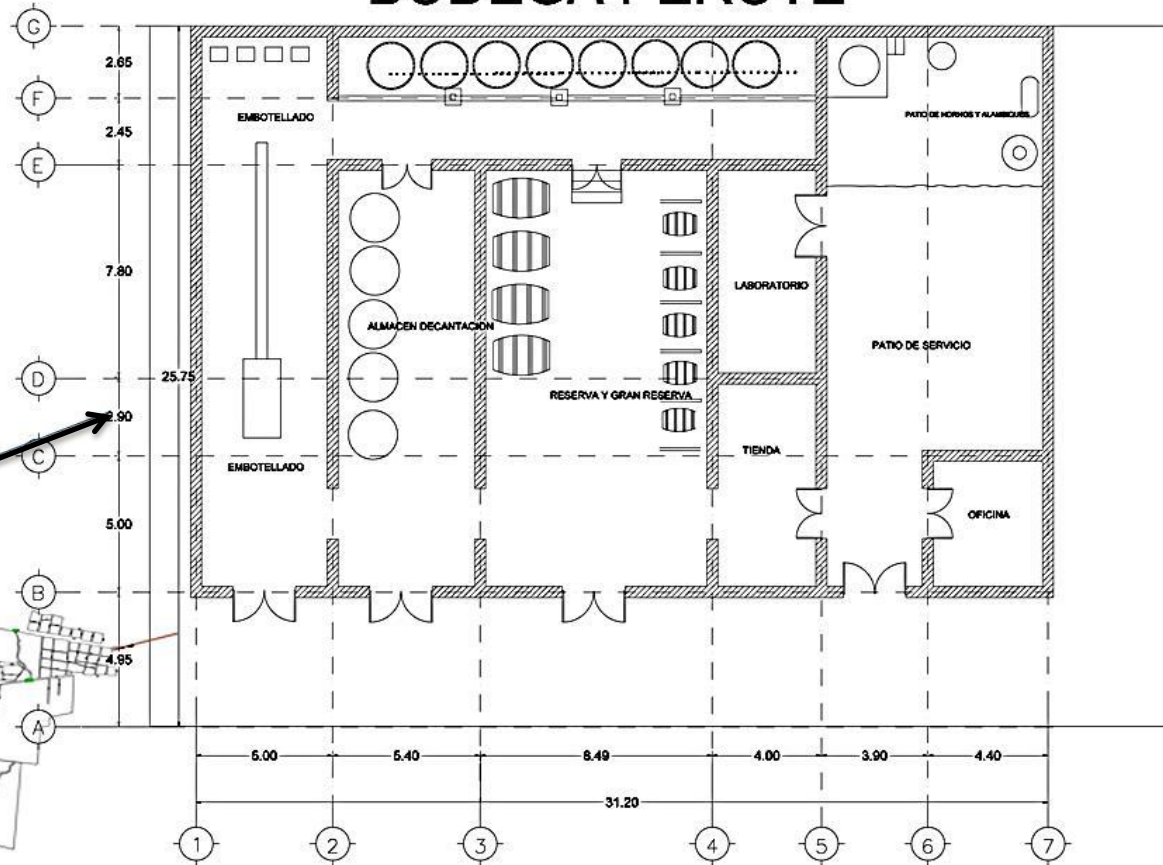 G
2.65
F
EMBOTELLADO
PATIO DE HORNOS Y ALAMBIQUES
2.45
E
7.80
LABORATORIO
ALMACEN DECANTACION
PATIO DE SERVICIO
D
25.75
RESERVA Y GRAN RESERVA
2.90
C
TIENDA
EMBOTELLADO
OFICINA
5.00
B
4.95
A
5.00
5.40
8.49
4.00
3.90
4.40
31.20
1
2
3
4
5
6
7